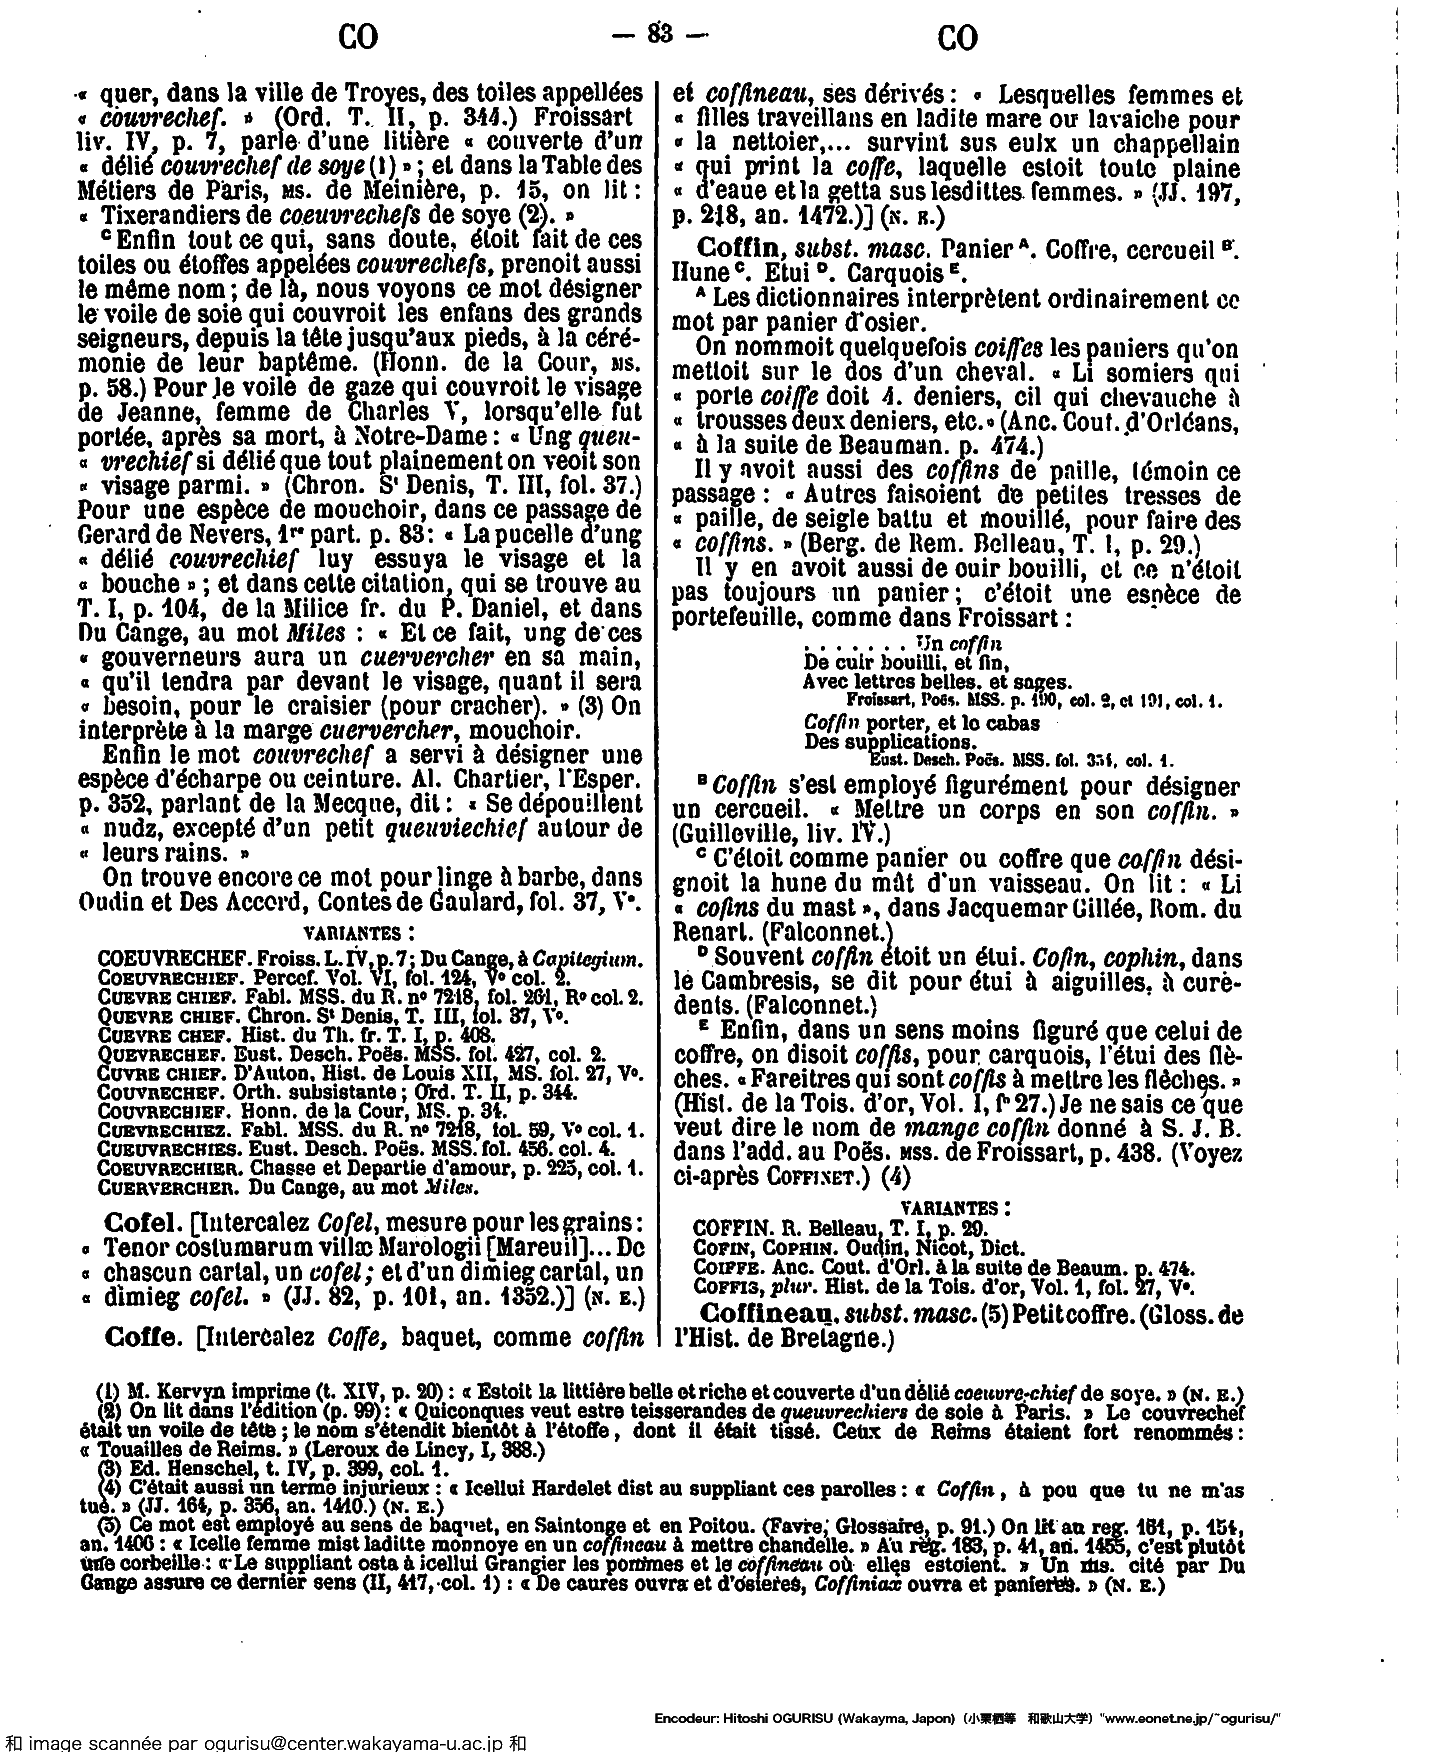 CO — 83 — CO
« quer, dans la ville de Troyes, des toiles appellées
« couvrechef. » (Ord. T. II, p. 344.) Froissart
liv. IV, p. 7, parle d'une litière « couverte d'un
« délié couvrechef de soye (1) » ; et dans la Table des
Métiers de Paris, MS. de Meinière, p. 15, on lit :
« Tixerandiers de coeuvrechefs de soye (2). »
C Enfin tout ce qui, sans doute, étoit fait de ces
toiles ou étoffes appelées couvrechefs, prenoit aussi
le même nom ; de là, nous voyons ce mot désigner
le voile de soie qui couvroit les enfans des grands
seigneurs, depuis la tête jusqu'aux pieds, à la céré-
monie de leur baptême. (Honn. de la Cour, MS.
p. 58.) Pour le voile de gaze qui couvroit le visage
de Jeanne, femme de Charles V, lorsqu'elle fut
portée, après sa mort, à Notre-Dame : « Ung queu-
« vrechief si délié que tout plainement on veoit son
« visage parmi. » (Chron. St Denis, T. III, fol. 37.)
Pour une espèce de mouchoir, dans ce passage de
Gerard de Nevers, 1re part. p. 83 : « La pucelle d'ung
« délié couvrechief luy essuya le visage et la
« bouche » ; et dans cette citation, qui se trouve au
T. I, p. 104, de la Milice fr. du P. Daniel, et dans
Du Cange, au mot Miles : « Et ce fait, ung de ces
« gouverneurs aura un cuervercher en sa main,
« qu'il tendra par devant le visage, quant il sera
« besoin, pour le craisier (pour cracher). » (3) On
interprète à la marge cuervercher, mouchoir.
Enfin le mot couvrechef a servi à désigner une
espèce d'écharpe ou ceinture. Al. Chartier, l'Esper.
p. 352, parlant de la Mecque, dit : « Se dépouillent
« nudz, excepté d'un petit queuviechief autour de
« leurs rains. »
On trouve encore ce mot pour linge à barbe, dans
Oudin et Des Accord, Contes de Gaulard, fol. 37, Vo.
VARIANTES :
COEUVRECHEF. Froiss. L. IV, p. 7 ; Du Cange, à Capitegium.
COEUVRECHIEF. Percef. Vol. VI, fol. 124, Vo col. 2.
CUEVRE CHIEF. Fabl. MSS. du R. no 7218, fol. 261, Ro col. 2.
QUEVRE CHIEF. Chron. St Denis, T. III, fol. 37, Vo.
CUEVRE CHEF. Hist. du Th. fr. T. I, p. 408.
QUEVRECHEF. Eust. Desch. Poës. MSS. fol. 427, col. 2.
CUVRE CHIEF. D'Auton, Hist. de Louis XII, MS. fol. 27, Vo.
COUVRECHEF. Orth. subsistante ; Ord. T. II, p. 344.
COUVRECHIEF. Honn. de la Cour, MS. p. 34.
CUEVRECHIEZ. Fabl. MSS. du R. no 7218, fol. 59, Vo col. 1.
CUEUVRECHIES. Eust. Desch. Poës. MSS. fol. 456. col. 4.
COEUVRECHIER. Chasse et Departie d'amour, p. 225, col. 1.
CUERVERCHER. Du Cange, au mot Miles.
Cofel. [Intercalez Cofel, mesure pour les grains :
« Tenor costumarum villæ Marologii [Mareuil]... De
« chascun cartal, un cofel ; et d'un dimieg cartal, un
« dimieg cofel. » (JJ. 82, p. 101, an. 1352.)] (N. E.)
Coffe. [Intercalez Coffe, baquet, comme coffin
et coffineau, ses dérivés : « Lesquelles femmes et
« filles traveillans en ladite mare ou lavaiche pour
« la nettoier,... survint sus eulx un chappellain
« qui print la coffe, laquelle estoit toute plaine
« d'eaue et la getta sus lesdittes femmes. » (JJ. 197,
p. 218, an. 1472.)] (N. E.)
Coffin, subst. masc. Panier A. Coffre, cercueil B.
Hune C. Etui D. Carquois E.
A Les dictionnaires interprètent ordinairement ce
mot par panier d'osier.
On nommoit quelquefois coiffes les paniers qu'on
mettoit sur le dos d'un cheval. « Li somiers qui
« porte coiffe doit 4. deniers, cil qui chevauche à
« trousses deux deniers, etc. » (Anc. Cout. d'Orléans,
« à la suite de Beauman. p. 474.)
Il y avoit aussi des coffins de paille, témoin ce
passage : « Autres faisoient de petites tresses de
« paille, de seigle battu et mouillé, pour faire des
« coffins. » (Berg. de Rem. Belleau, T. I, p. 29.)
Il y en avoit aussi de cuir bouilli, et ce n'étoit
pas toujours un panier ; c'étoit une espèce de
portefeuille, comme dans Froissart :
. . . . . . . Un coffin
De cuir bouilli, et fin,
Avec lettres belles, et sages.
Froissart, Poës. MSS. p. 190, col. 2, et 191, col. 1.
Coffin porter, et le cabas
Des supplications.
Eust. Desch. Poës. MSS. fol. 351, col. 1.
B Coffin s'est employé figurément pour désigner
un cercueil. « Mettre un corps en son coffin. »
(Guilleville, liv. IV.)
C C'étoit comme panier ou coffre que coffin dési-
gnoit la hune du mât d'un vaisseau. On lit : « Li
« cofins du mast », dans Jacquemar Gillée, Rom. du
Renart. (Falconnet.)
D Souvent coffin étoit un étui. Cofin, cophin, dans
le Cambresis, se dit pour étui à aiguilles, à cure-
dents. (Falconnet.)
E Enfin, dans un sens moins figuré que celui de
coffre, on disoit coffis, pour carquois, l'étui des flè-
ches. « Fareitres qui sont coffis à mettre les flêches. »
(Hist. de la Tois. d'or, Vol. I, fo 27.) Je ne sais ce que
veut dire le nom de mange coffin donné à S. J. B.
dans l'add. au Poës. MSS. de Froissart, p. 438. (Voyez
ci-après COFFINET.) (4)
VARIANTES :
COFFIN. R. Belleau, T. I, p. 29.
COFIN, COPHIN. Oudin, Nicot, Dict.
COIFFE. Anc. Cout. d'Orl. à la suite de Beaum. p. 474.
COFFIS, plur. Hist. de la Tois. d'or, Vol. 1, fol. 27, Vo.
Coffineau, subst. masc. (5) Petit coffre. (Gloss. de
l'Hist. de Bretagne.)
(1) M. Kervyn imprime (t. XIV, p. 20) : « Estoit la littière belle et riche et couverte d'un délié coeuvre-chief de soye. » (N. E.)
(2) On lit dans l'édition (p. 99) : « Quiconques veut estre teisserandes de queuvrechiers de soie à Paris. » Le couvrechef
était un voile de tête ; le nom s'étendit bientôt à l'étoffe, dont il était tissé. Ceux de Reims étaient fort renommés :
« Touailles de Reims. » (Leroux de Lincy, I, 388.)
(3) Ed. Henschel, t. IV, p. 399, col. 1.
(4) C'était aussi un terme injurieux : « Icellui Hardelet dist au suppliant ces paroles : « Coffin, à pou que tu ne m'as
tué. » (JJ. 164, p. 356, an. 1410.) (N. E.)
(5) Ce mot est employé au sens de baquet, en Saintonge et en Poitou. (Favre, Glossaire, p. 91.) On lit au reg. 161, p. 154,
an. 1406 : « Icelle femme mist laditte monnoye en un coffineau à mettre chandelle. » Au reg. 183, p. 41, an. 1455, c'est plutôt
une corbeille : « Le suppliant osta à icellui Grangier les pommes et le coffineau où elles estoient. » Un ms. cité par Du
Cange assure ce dernier sens (II, 417, col. 1) : « De caures ouvra et d'osieres, Coffiniax ouvra et panieres. » (N. E.)
Encodeur: Hitoshi OGURISU (Wakayma, Japon) (小栗栖等 和歌山大学) "www.eonet.ne.jp/~ogurisu/"
和 image scannée par ogurisu@center.wakayama-u.ac.jp 和